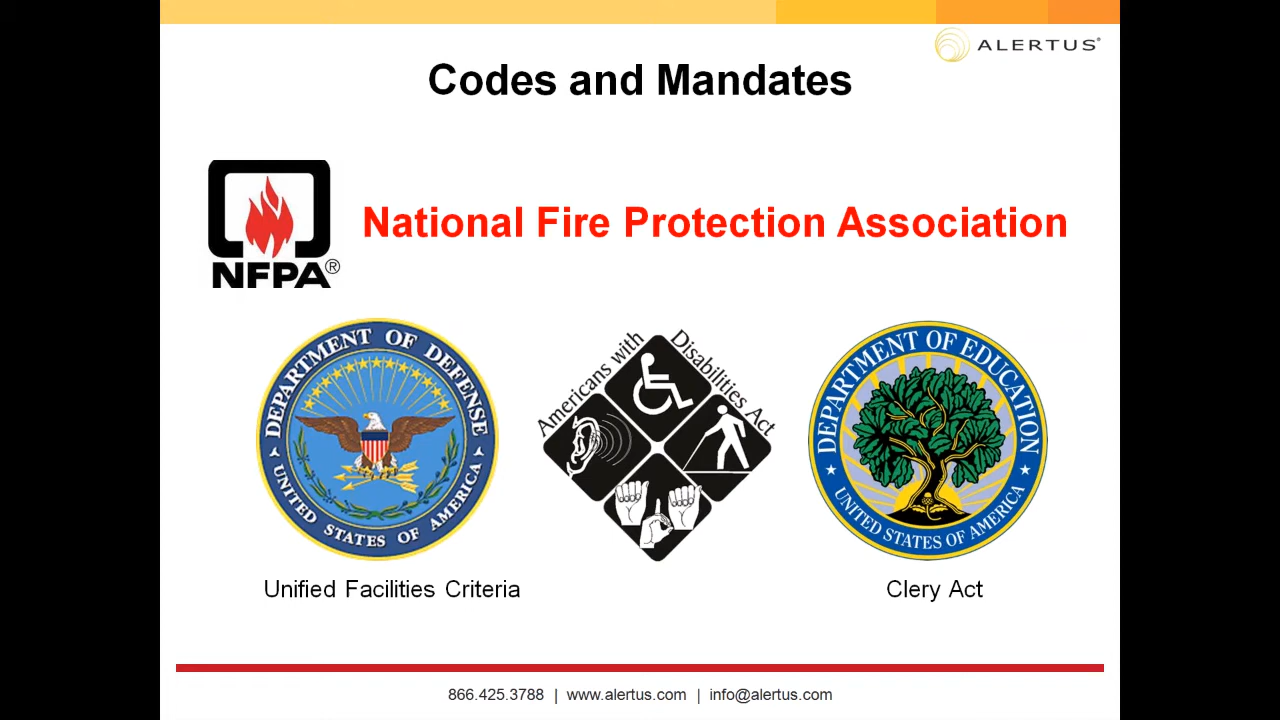 ALERTUS®
Codes and Mandates
NFPA®
National Fire Protection Association
DEPARTMENT OF DEFENSE
UNITED STATES OF AMERICA
Americans with Disabilities Act
DEPARTMENT OF EDUCATION
UNITED STATES OF AMERICA
Unified Facilities Criteria
Clery Act
866.425.3788 | www.alertus.com | info@alertus.com